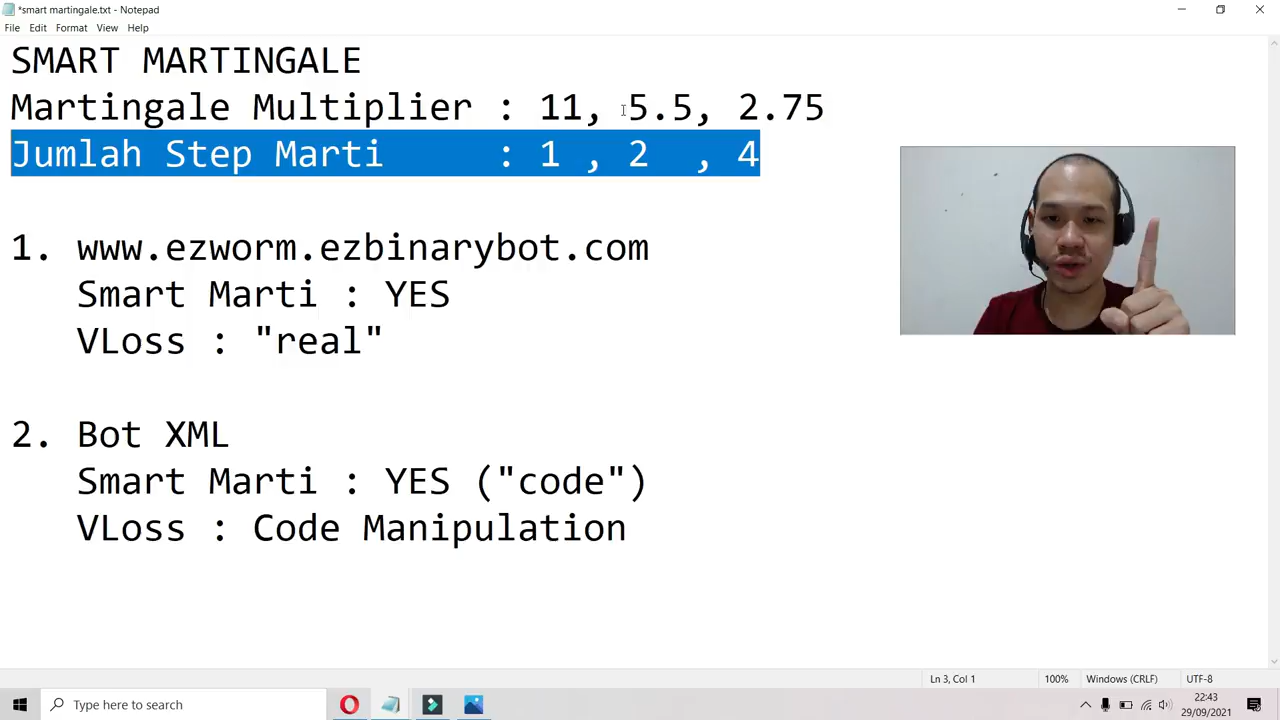 *smart martingale.txt - Notepad
File Edit Format View Help
SMART MARTINGALE
Martingale Multiplier : 11, 5.5, 2.75
Jumlah Step Marti : 1 , 2 , 4
1. www.ezworm.ezbinarybot.com
Smart Marti : YES
VLoss : "real"
2. Bot XML
Smart Marti : YES ("code")
VLoss : Code Manipulation
Ln 3, Col 1 100% Windows (CRLF) UTF-8
Type here to search
22:43
29/09/2021